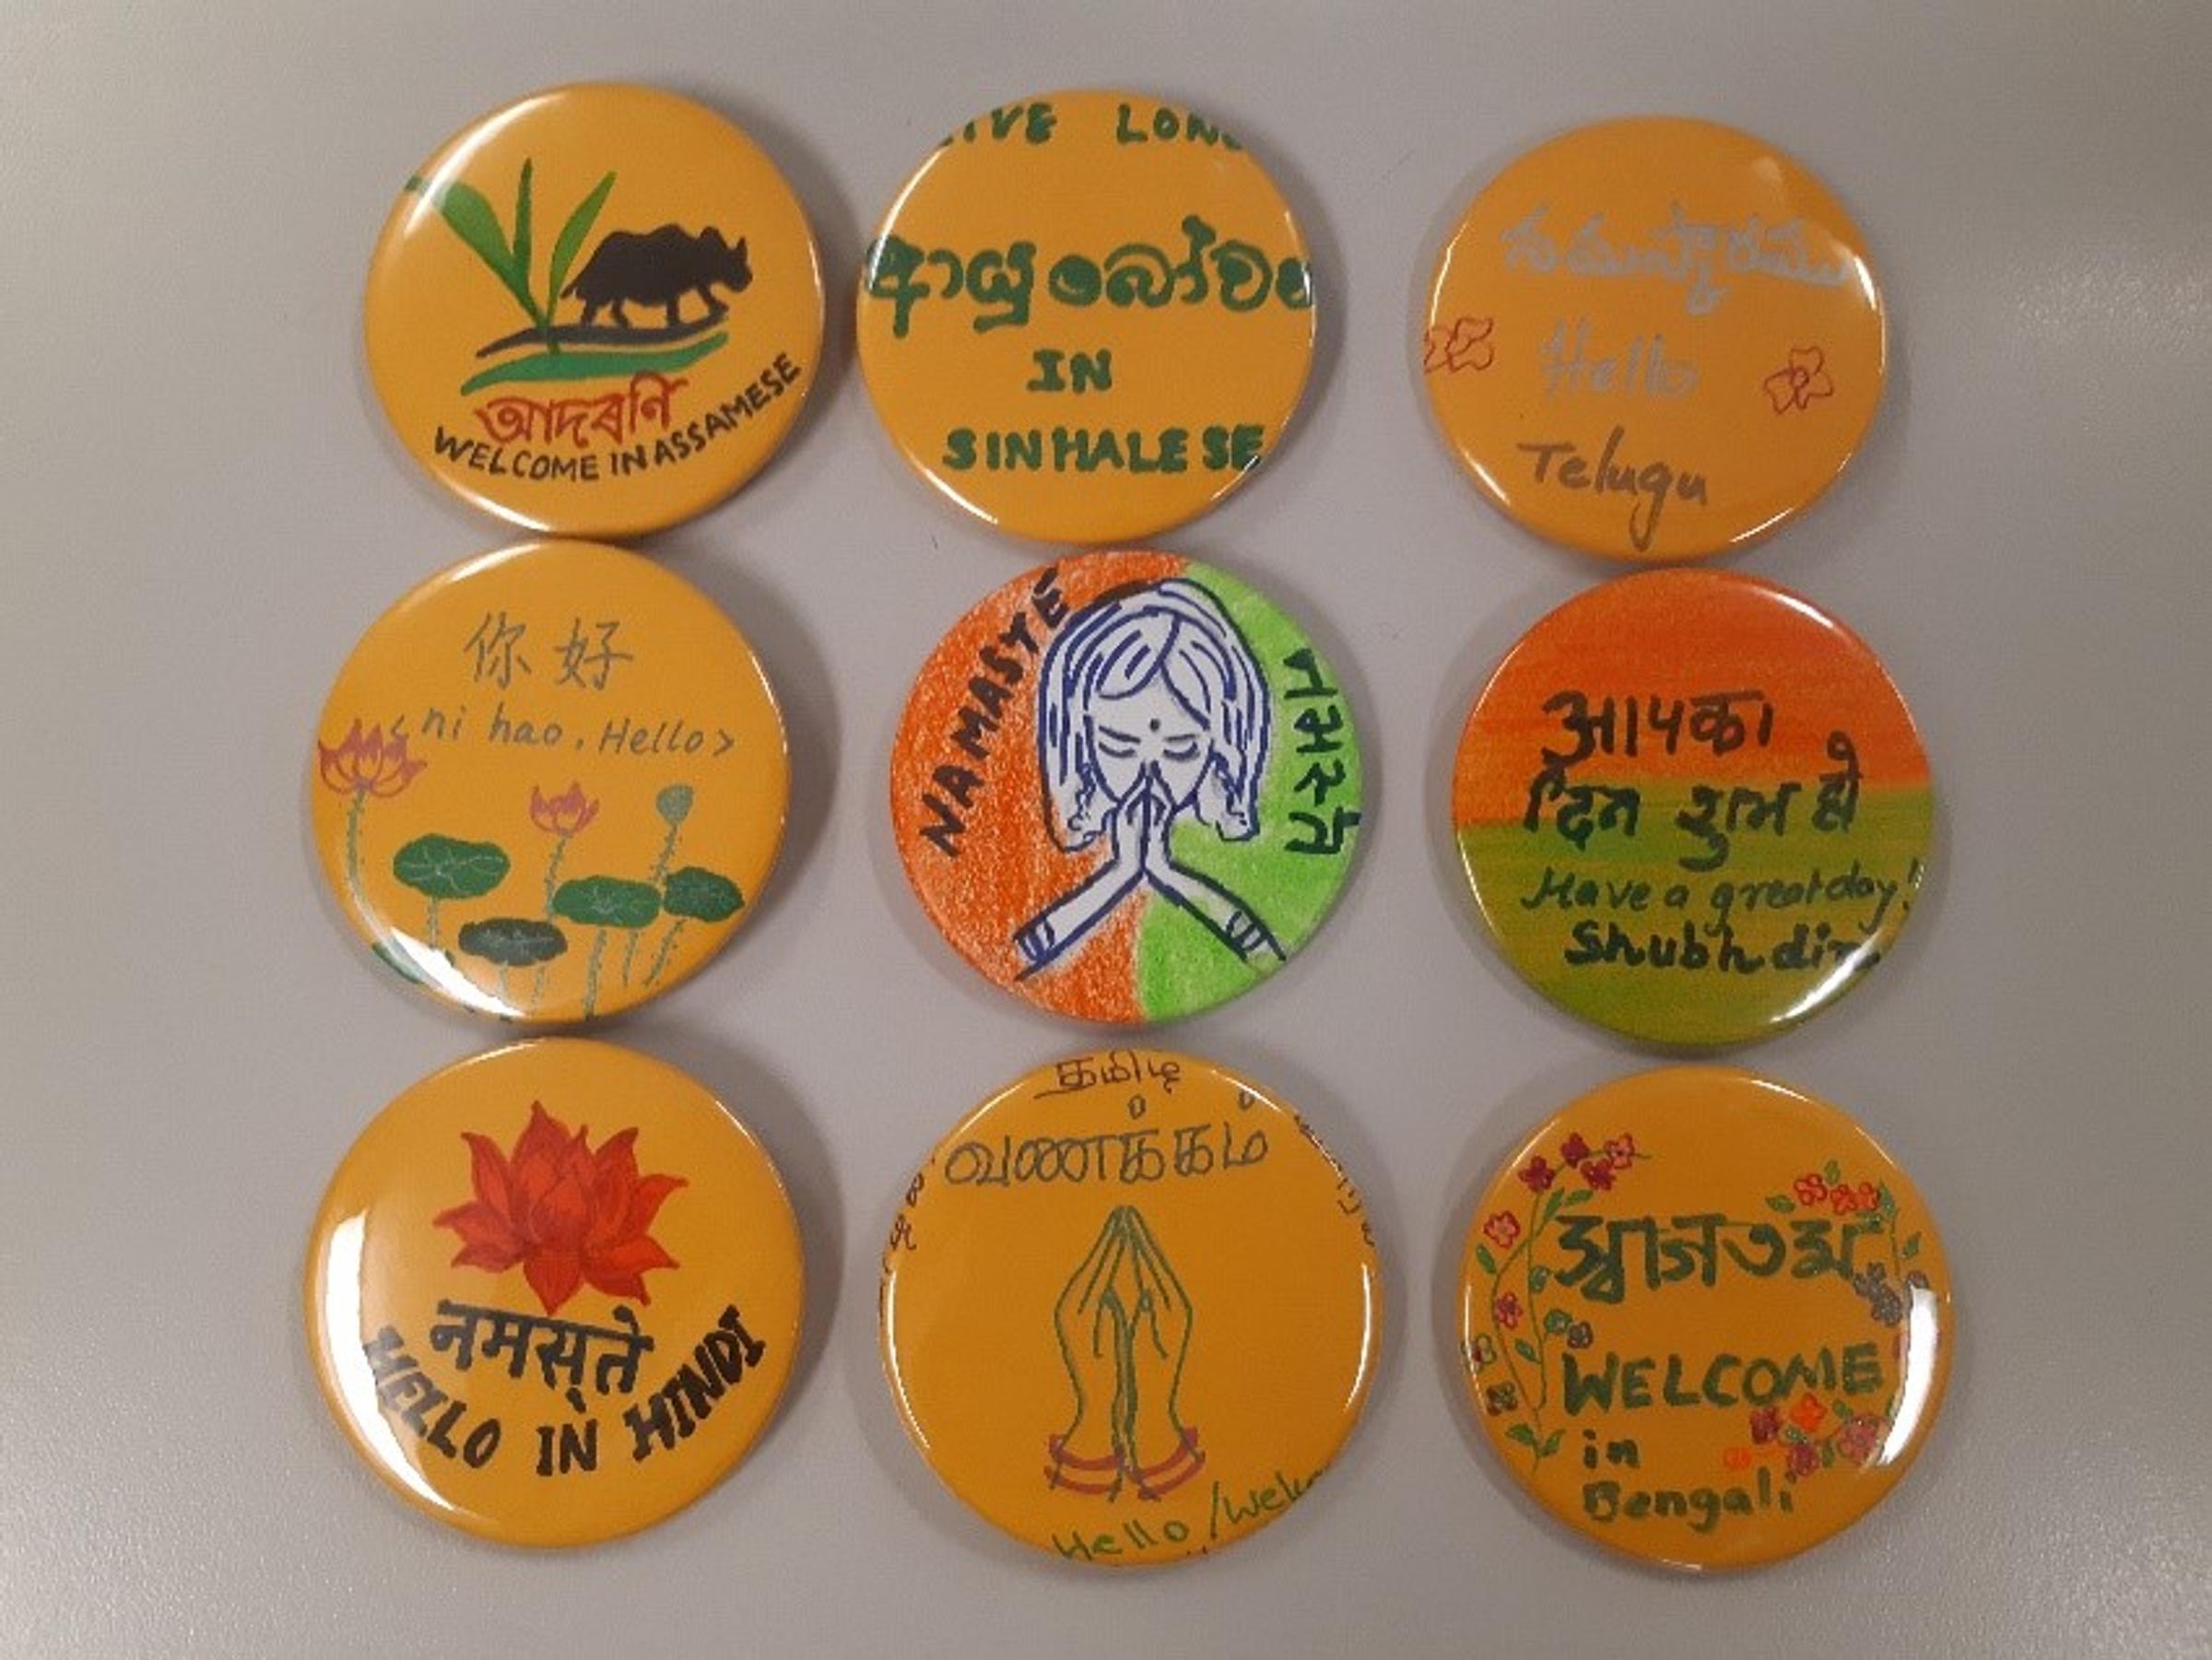 আদৰণি
WELCOME IN ASSAMESE
LIVE LONG
ආයුබෝවන
IN
SINHALESE
Hello
Telugu
你好
<ni hao, Hello>
NAMASTE
नमस्ते
आपका
दिन शुभ हो
Have a great day!
Shubh din
नमस्ते
HELLO IN HINDI
தமிழ்
வணக்கம்
Hello /Welc
স্বাগতম
WELCOME
in
Bengali